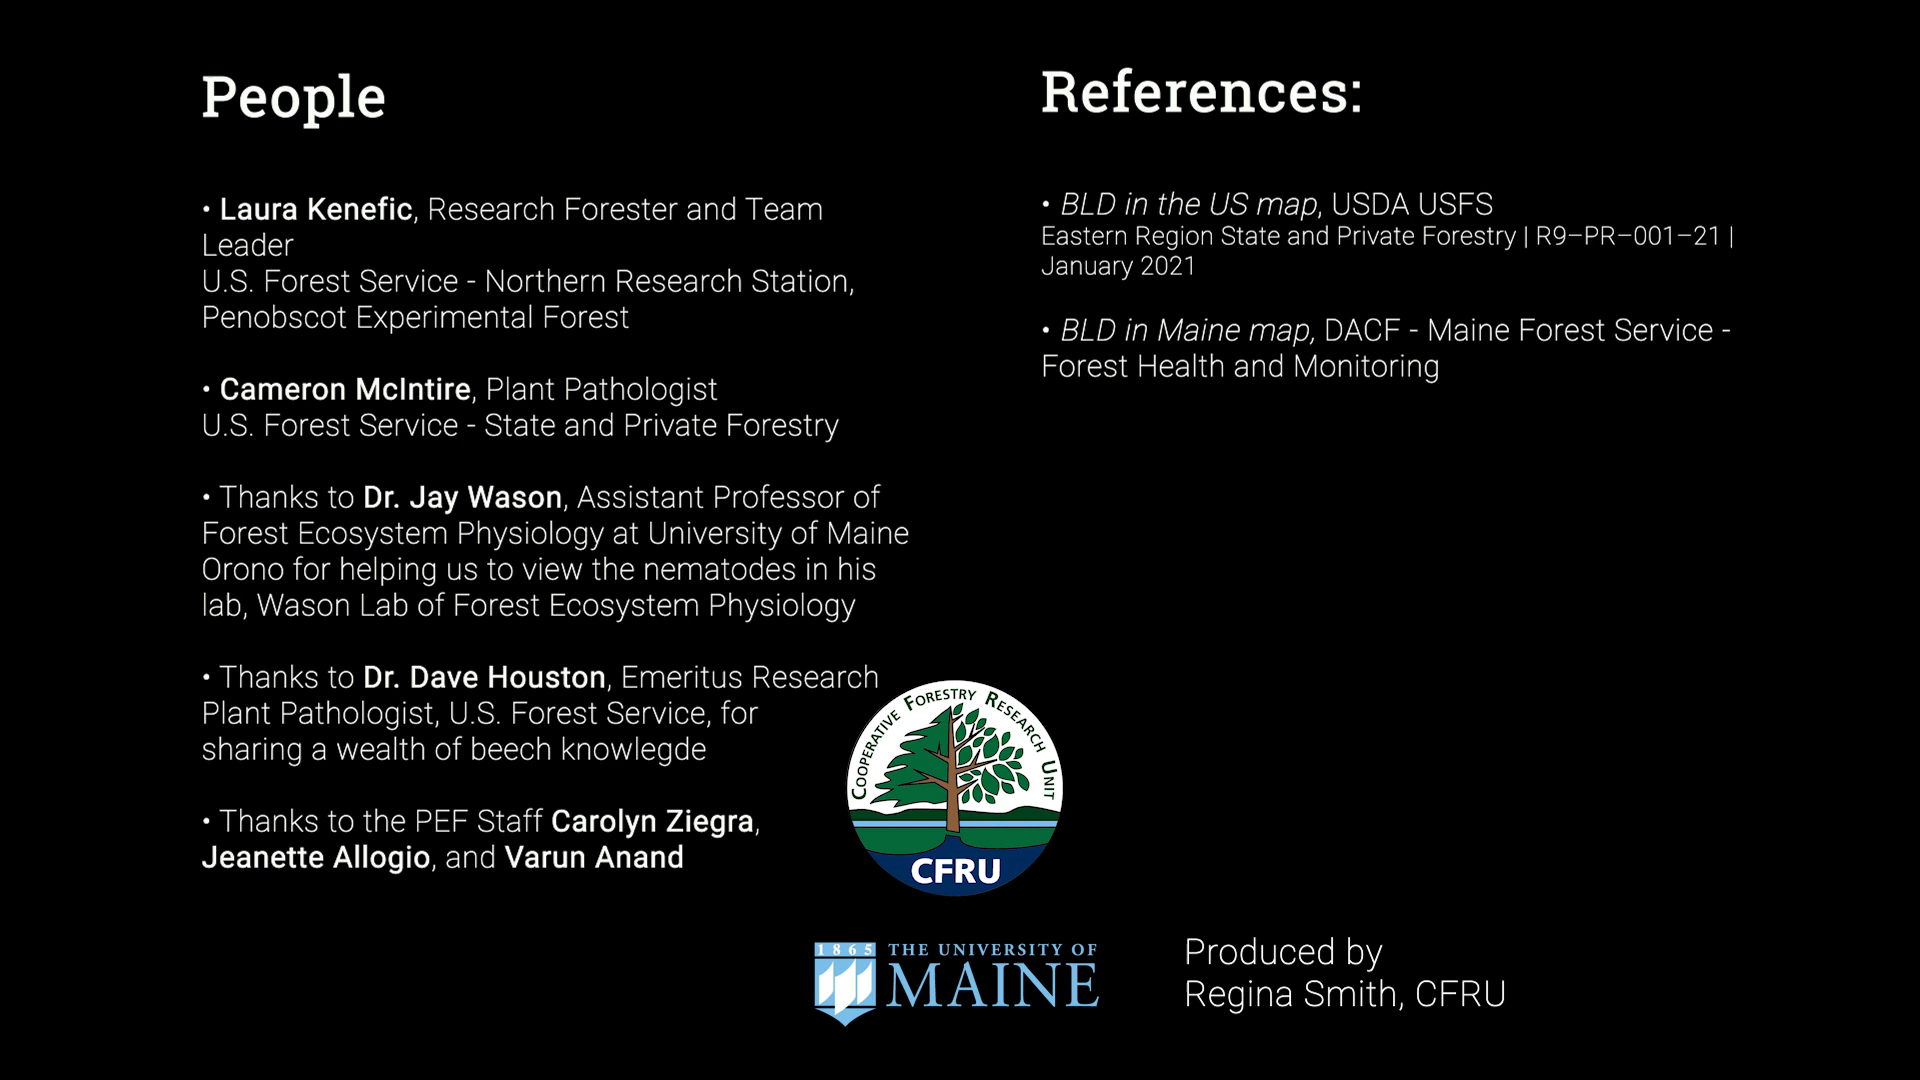 People
• Laura Kenefic, Research Forester and Team
Leader
U.S. Forest Service - Northern Research Station,
Penobscot Experimental Forest
• Cameron McIntire, Plant Pathologist
U.S. Forest Service - State and Private Forestry
• Thanks to Dr. Jay Wason, Assistant Professor of
Forest Ecosystem Physiology at University of Maine
Orono for helping us to view the nematodes in his
lab, Wason Lab of Forest Ecosystem Physiology
• Thanks to Dr. Dave Houston, Emeritus Research
Plant Pathologist, U.S. Forest Service, for
sharing a wealth of beech knowlegde
• Thanks to the PEF Staff Carolyn Ziegra,
Jeanette Allogio, and Varun Anand
References:
• BLD in the US map, USDA USFS
Eastern Region State and Private Forestry | R9–PR–001–21 |
January 2021
• BLD in Maine map, DACF - Maine Forest Service -
Forest Health and Monitoring
COOPERATIVE FORESTRY RESEARCH UNIT
CFRU
1865
THE UNIVERSITY OF
MAINE
Produced by
Regina Smith, CFRU